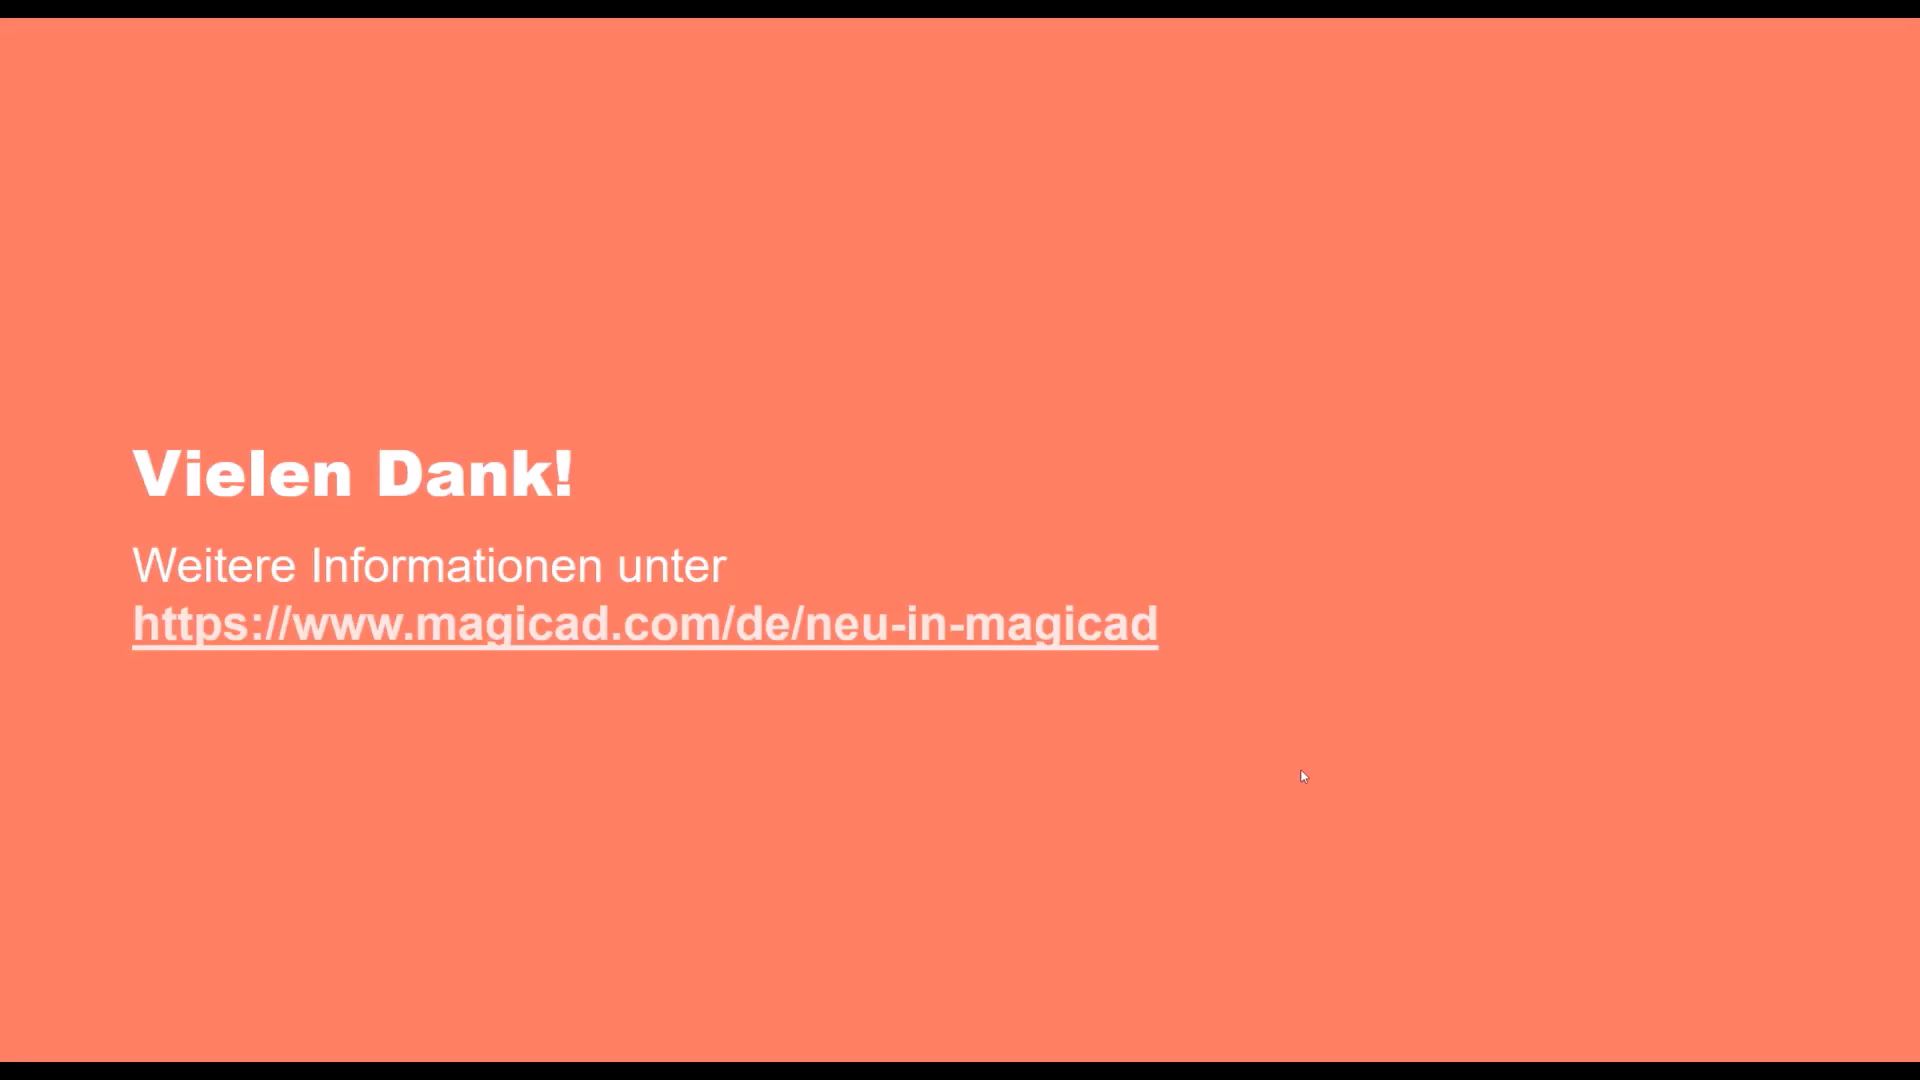 Vielen Dank!
Weitere Informationen unter
https://www.magicad.com/de/neu-in-magicad